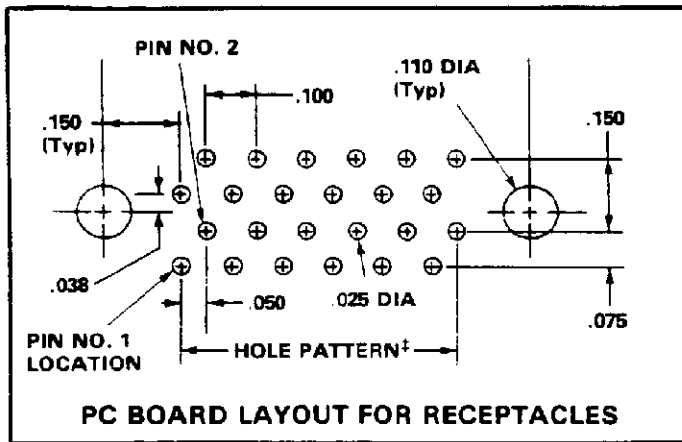 PIN NO. 2
.110 DIA
(Typ)
.100
.150
(Typ)
.150
.038
.050
.025 DIA
.075
PIN NO. 1
LOCATION
HOLE PATTERN‡
PC BOARD LAYOUT FOR RECEPTACLES